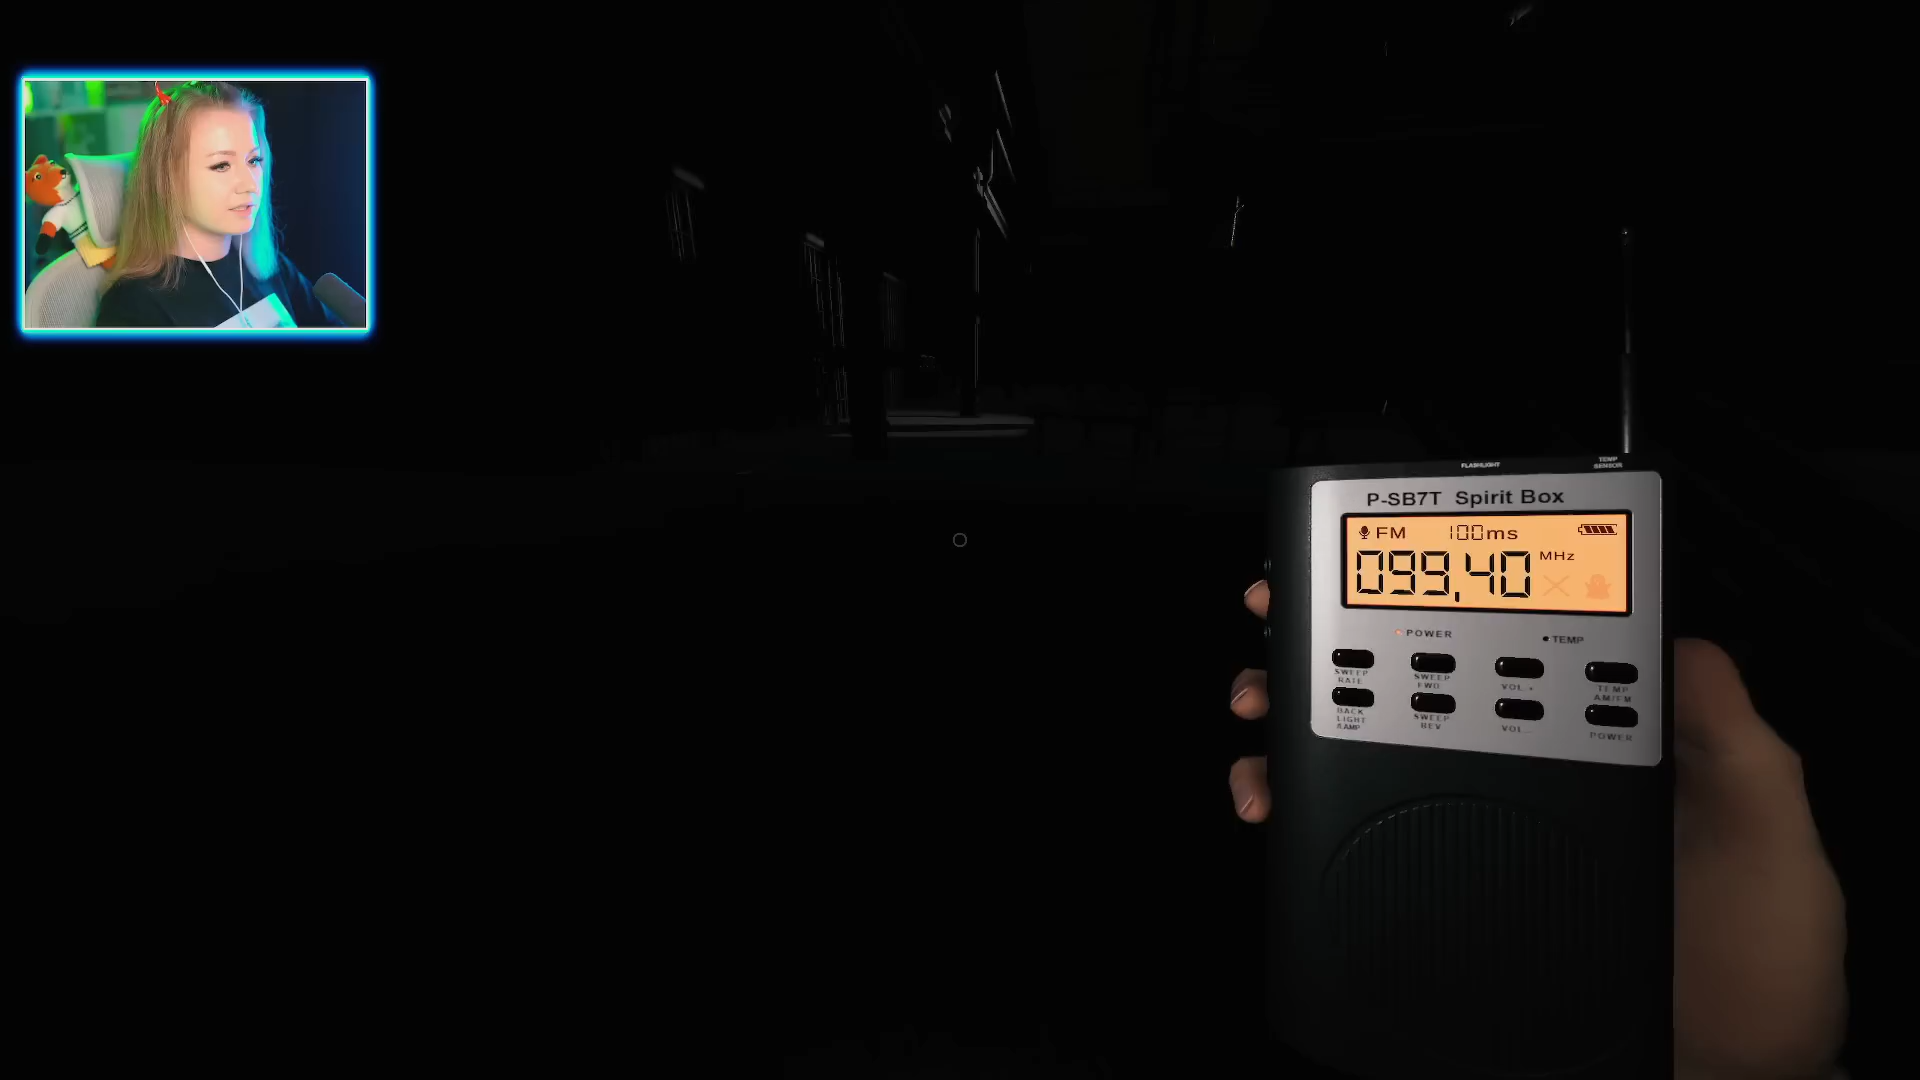 FLASHLIGHT
TEMP
SENSOR
P-SB7T Spirit Box
FM 100ms
099.40 MHz
POWER
TEMP
SWEEP
RATE
SWEEP
FWD
VOL +
TEMP
AM/FM
BACK
LIGHT
/LAMP
SWEEP
REV
VOL -
POWER